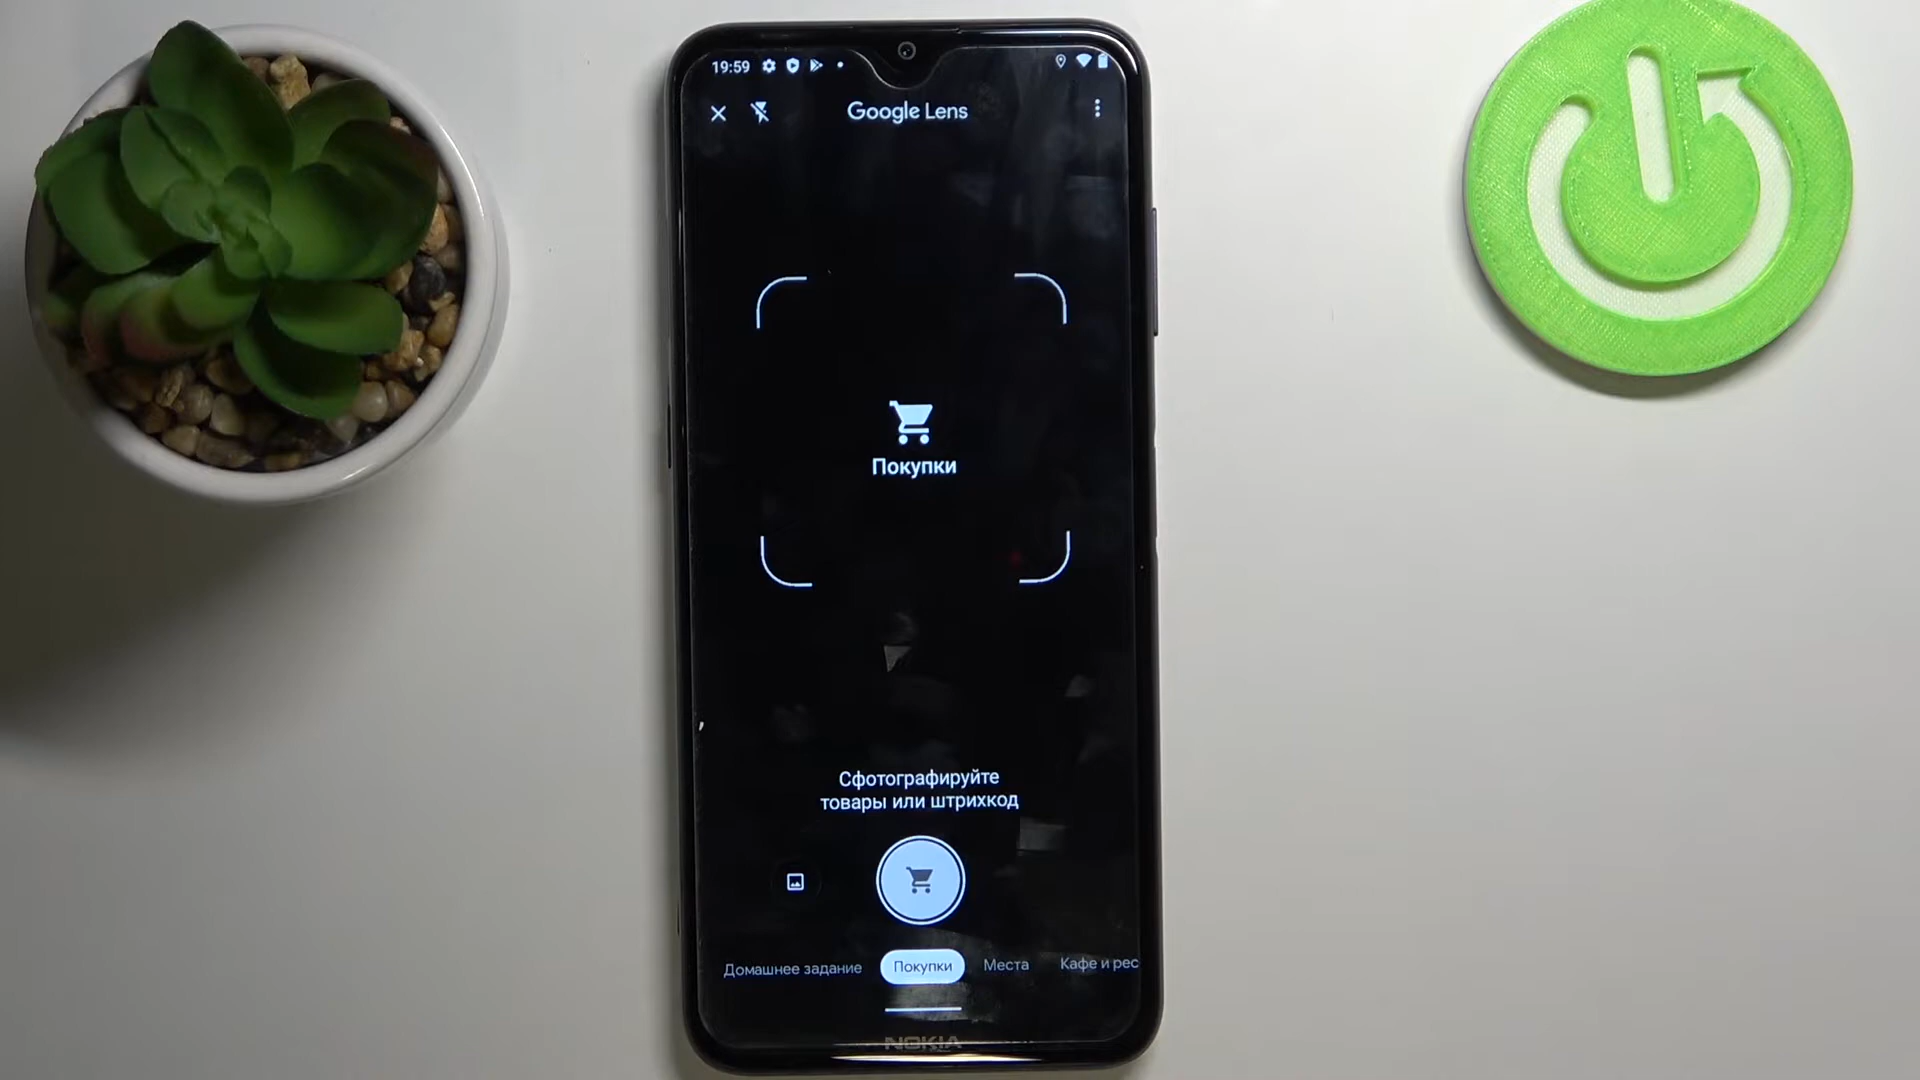 19:59
Google Lens
Покупки
Сфотографируйте
товары или штрихкод
Домашнее задание Покупки Места Кафе и рес
NOKIA